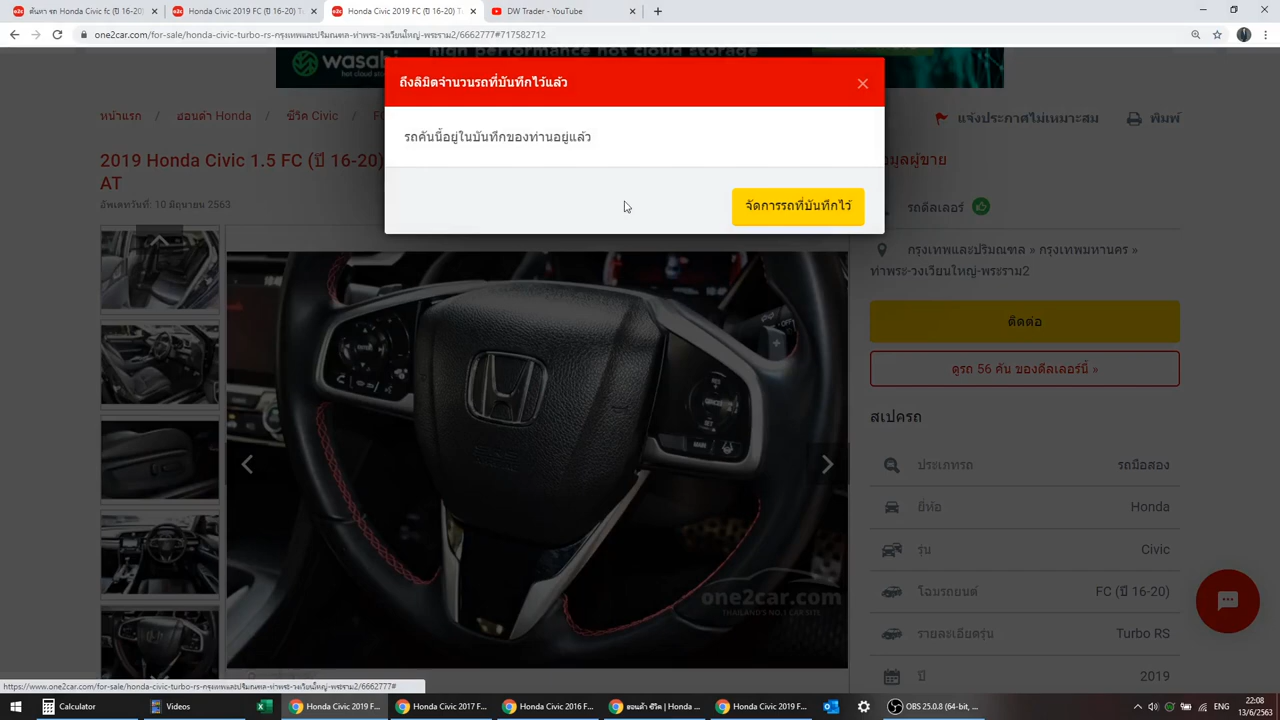 ค้นหา รถ Honda Civic fc (ปี 16-20)
Honda Civic 2019 FC (ปี 16-20) T
Honda Civic 2019 FC (ปี 16-20) T
DW Trader - YouTube
one2car.com/for-sale/honda-civic-turbo-rs-กรุงเทพและปริมณฑล-ท่าพระ-วงเวียนใหญ่-พระราม2/6662777#717582712
wasabi
high performance hot cloud storage
ถึงลิมิตจำนวนรถที่บันทึกไว้แล้ว
รถคันนี้อยู่ในบันทึกของท่านอยู่แล้ว
จัดการรถที่บันทึกไว้
หน้าแรก / ฮอนด้า Honda / ซีวิค Civic /
แจ้งประกาศไม่เหมาะสม
พิมพ์
2019 Honda Civic 1.5 FC (ปี 16-20)
AT
อัพเดทวันที่: 10 มิถุนายน 2563
รถดีลเลอร์
กรุงเทพและปริมณฑล » กรุงเทพมหานคร »
ท่าพระ-วงเวียนใหญ่-พระราม2
ติดต่อ
ดูรถ 56 คัน ของดีลเลอร์นี้ »
สเปครถ
ประเภทรถ รถมือสอง
ยี่ห้อ Honda
รุ่น Civic
โฉมรถยนต์ FC (ปี 16-20)
รายละเอียดรุ่น Turbo RS
ปี 2019
one2car.com
THAILAND'S NO.1 CAR SITE
https://www.one2car.com/for-sale/honda-civic-turbo-rs-กรุงเทพและปริมณฑล-ท่าพระ-วงเวียนใหญ่-พระราม2/6662777#
Calculator
Videos
Honda Civic 2019 F...
Honda Civic 2017 F...
Honda Civic 2016 F...
ฮอนด้า ซีวิค | Honda ...
Honda Civic 2019 F...
OBS 25.0.8 (64-bit, ...
ENG
22:08
13/6/2563